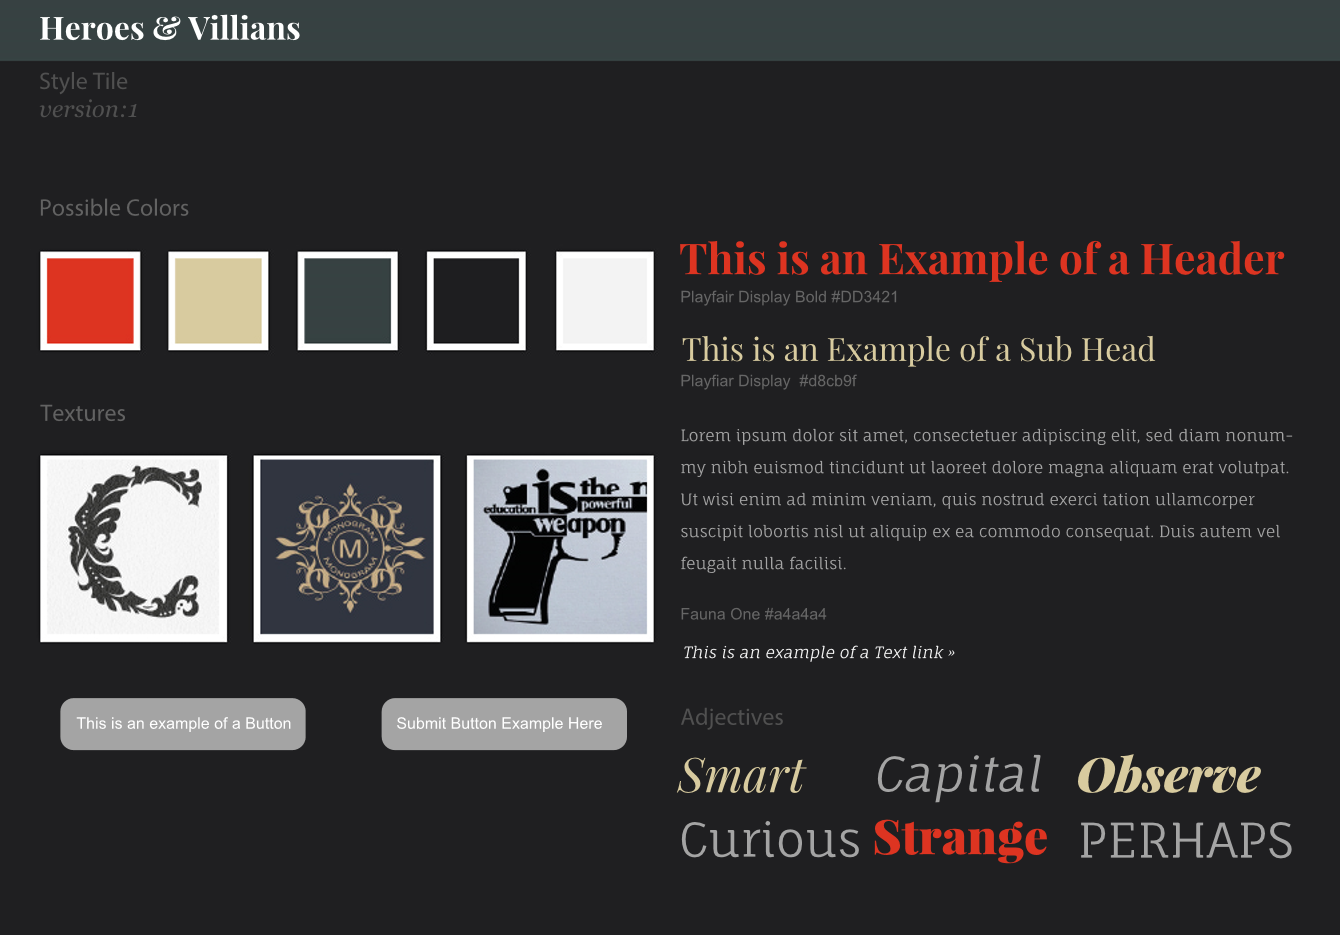 Heroes & Villians
Style Tile
version:1
Possible Colors
Textures
education is the n
powerful
weapon
MONOGRAM
M
MONOGRAM
C
This is an example of a Button
Submit Button Example Here
This is an Example of a Header
Playfair Display Bold #DD3421
This is an Example of a Sub Head
Playfiar Display  #d8cb9f
Lorem ipsum dolor sit amet, consectetuer adipiscing elit, sed diam nonum-
my nibh euismod tincidunt ut laoreet dolore magna aliquam erat volutpat.
Ut wisi enim ad minim veniam, quis nostrud exerci tation ullamcorper
suscipit lobortis nisl ut aliquip ex ea commodo consequat. Duis autem vel
feugait nulla facilisi.
Fauna One #a4a4a4
This is an example of a Text link »
Adjectives
Smart Capital Observe
Curious Strange PERHAPS